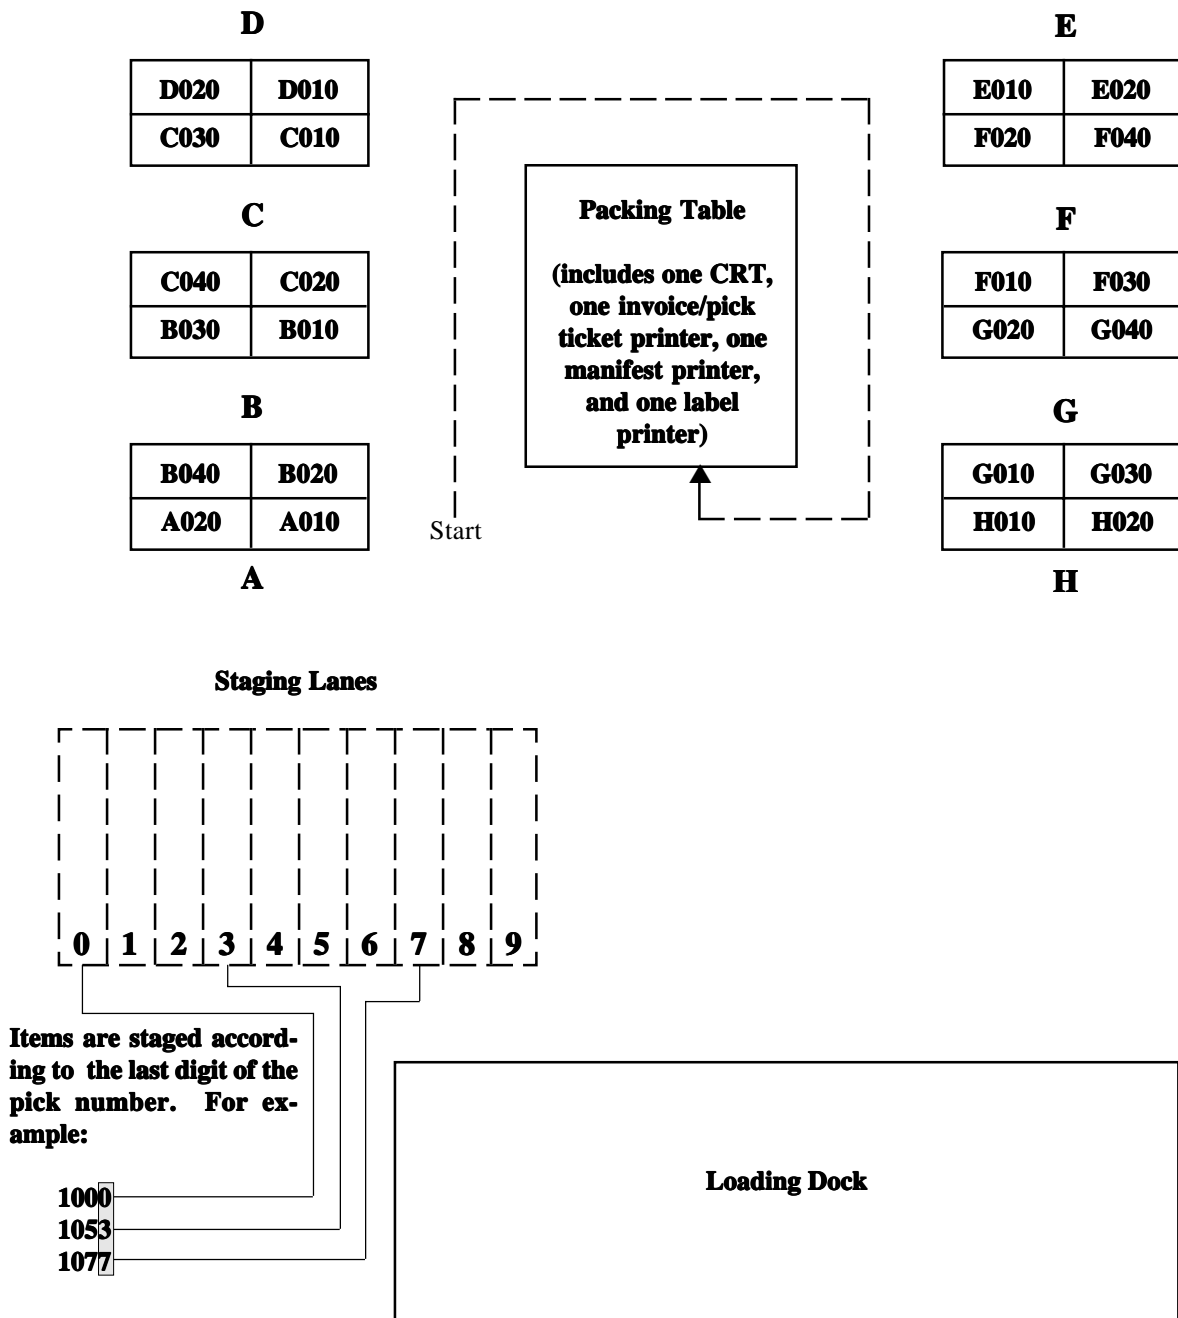 D
E
D020 D010
C030 C010
E010 E020
F020 F040
C
F
C040 C020
B030 B010
F010 F030
G020 G040
B
G
B040 B020
A020 A010
G010 G030
H010 H020
A
H
Packing Table
(includes one CRT,
one invoice/pick
ticket printer, one
manifest printer,
and one label
printer)
Start
Staging Lanes
0 1 2 3 4 5 6 7 8 9
Items are staged accord-
ing to the last digit of the
pick number. For ex-
ample:
1000
1053
1077
Loading Dock